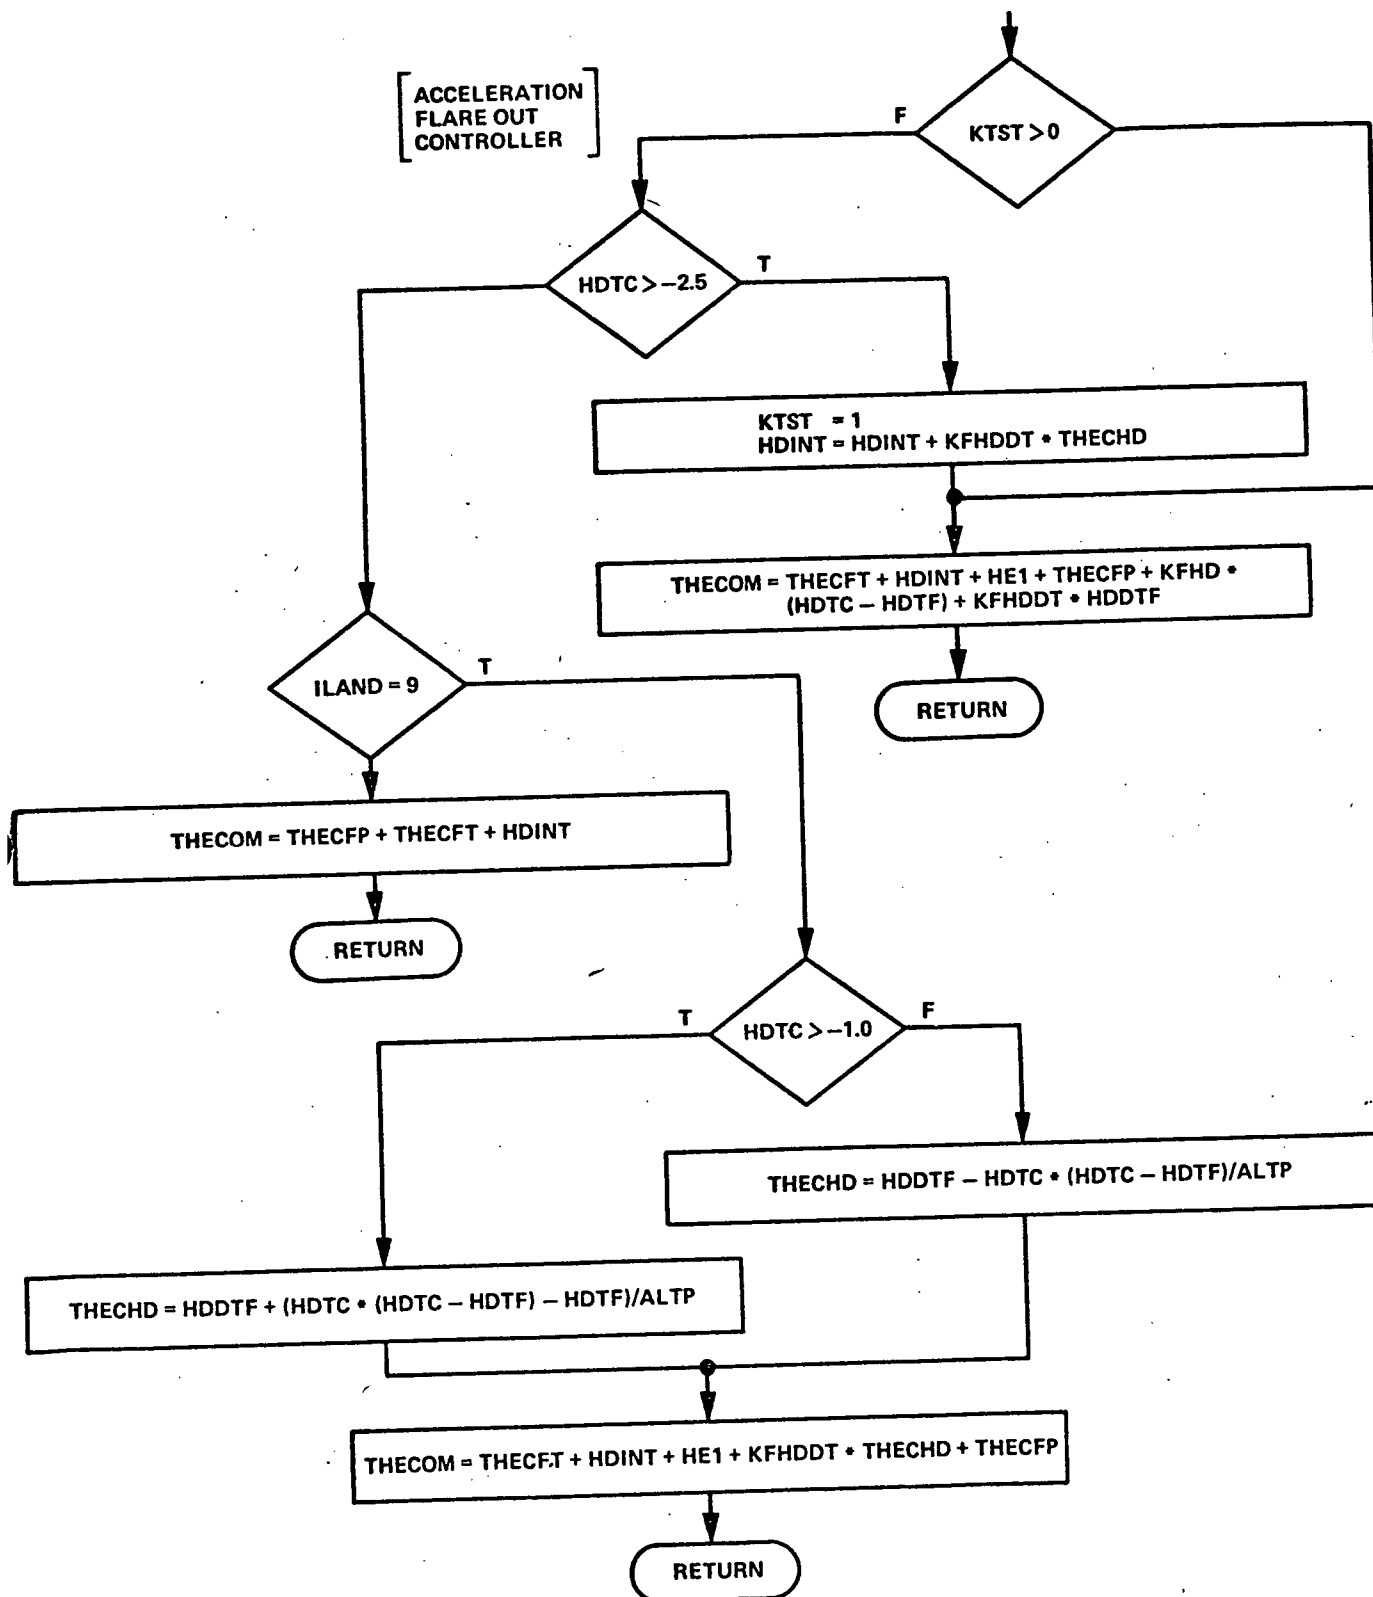 ACCELERATION
FLARE OUT
CONTROLLER
F
KTST > 0
HDTC > −2.5
T
KTST = 1
HDINT = HDINT + KFHDDT * THECHD
THECOM = THECFT + HDINT + HE1 + THECFP + KFHD *
(HDTC − HDTF) + KFHDDT * HDDTF
RETURN
ILAND = 9
T
THECOM = THECFP + THECFT + HDINT
RETURN
T
HDTC > −1.0
F
THECHD = HDDTF − HDTC * (HDTC − HDTF)/ALTP
THECHD = HDDTF + (HDTC * (HDTC − HDTF) − HDTF)/ALTP
THECOM = THECFT + HDINT + HE1 + KFHDDT * THECHD + THECFP
RETURN